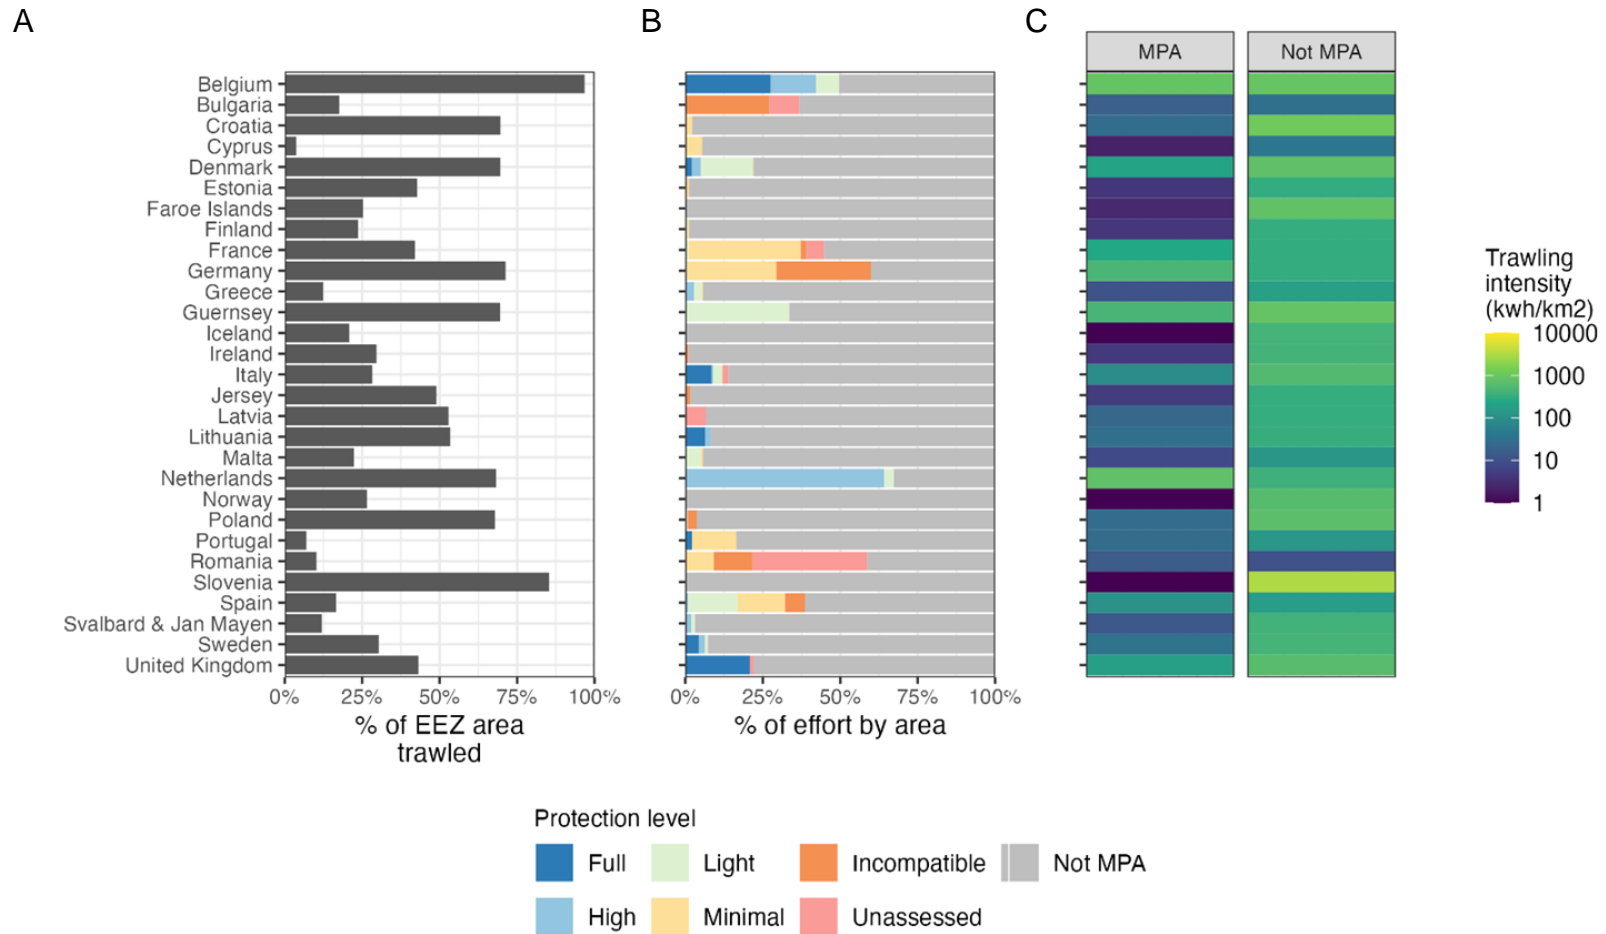 A
B
C
MPA
Not MPA
Belgium
Bulgaria
Croatia
Cyprus
Denmark
Estonia
Faroe Islands
Finland
France
Germany
Greece
Guernsey
Iceland
Ireland
Italy
Jersey
Latvia
Lithuania
Malta
Netherlands
Norway
Poland
Portugal
Romania
Slovenia
Spain
Svalbard & Jan Mayen
Sweden
United Kingdom
0%
25%
50%
75%
100%
% of EEZ area
trawled
0%
25%
50%
75%
100%
% of effort by area
Trawling
intensity
(kwh/km2)
10000
1000
100
10
1
Protection level
Full
Light
Incompatible
Not MPA
High
Minimal
Unassessed